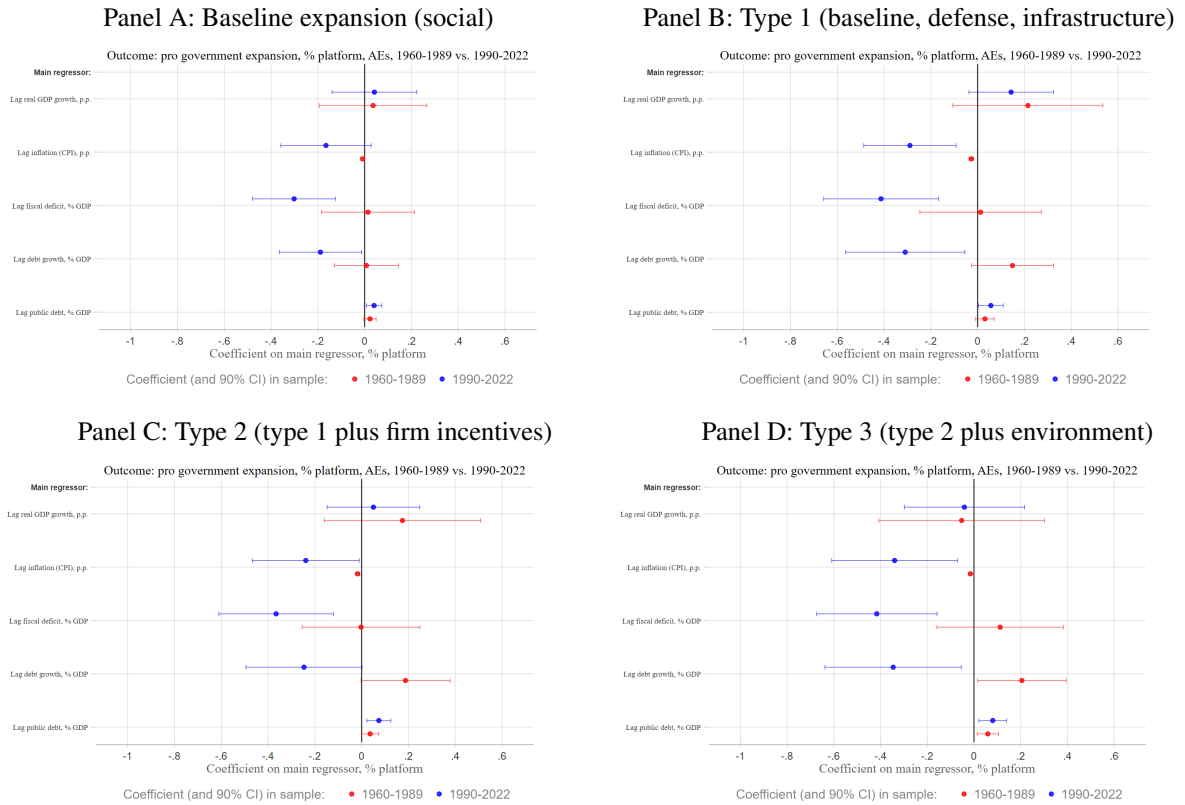 Panel A: Baseline expansion (social)
Outcome: pro government expansion, % platform, AEs, 1960-1989 vs. 1990-2022
Main regressor:
Lag real GDP growth, p.p.
Lag inflation (CPI), p.p.
Lag fiscal deficit, % GDP
Lag debt growth, % GDP
Lag public debt, % GDP
-1 -.8 -.6 -.4 -.2 0 .2 .4 .6
Coefficient on main regressor, % platform
Coefficient (and 90% CI) in sample: 1960-1989 1990-2022
Panel B: Type 1 (baseline, defense, infrastructure)
Outcome: pro government expansion, % platform, AEs, 1960-1989 vs. 1990-2022
Main regressor:
Lag real GDP growth, p.p.
Lag inflation (CPI), p.p.
Lag fiscal deficit, % GDP
Lag debt growth, % GDP
Lag public debt, % GDP
-1 -.8 -.6 -.4 -.2 0 .2 .4 .6
Coefficient on main regressor, % platform
Coefficient (and 90% CI) in sample: 1960-1989 1990-2022
Panel C: Type 2 (type 1 plus firm incentives)
Outcome: pro government expansion, % platform, AEs, 1960-1989 vs. 1990-2022
Main regressor:
Lag real GDP growth, p.p.
Lag inflation (CPI), p.p.
Lag fiscal deficit, % GDP
Lag debt growth, % GDP
Lag public debt, % GDP
-1 -.8 -.6 -.4 -.2 0 .2 .4 .6
Coefficient on main regressor, % platform
Coefficient (and 90% CI) in sample: 1960-1989 1990-2022
Panel D: Type 3 (type 2 plus environment)
Outcome: pro government expansion, % platform, AEs, 1960-1989 vs. 1990-2022
Main regressor:
Lag real GDP growth, p.p.
Lag inflation (CPI), p.p.
Lag fiscal deficit, % GDP
Lag debt growth, % GDP
Lag public debt, % GDP
-1 -.8 -.6 -.4 -.2 0 .2 .4 .6
Coefficient on main regressor, % platform
Coefficient (and 90% CI) in sample: 1960-1989 1990-2022